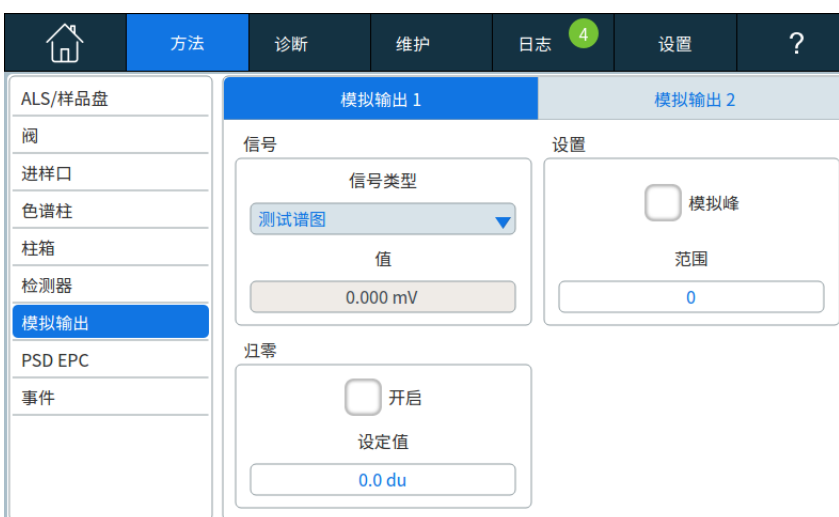 方法 诊断 维护 日志 4 设置 ?
ALS/样品盘
阀
进样口
色谱柱
柱箱
检测器
模拟输出
PSD EPC
事件
模拟输出 1 模拟输出 2
信号
信号类型
测试谱图
值
0.000 mV
设置
模拟峰
范围
0
归零
开启
设定值
0.0 du